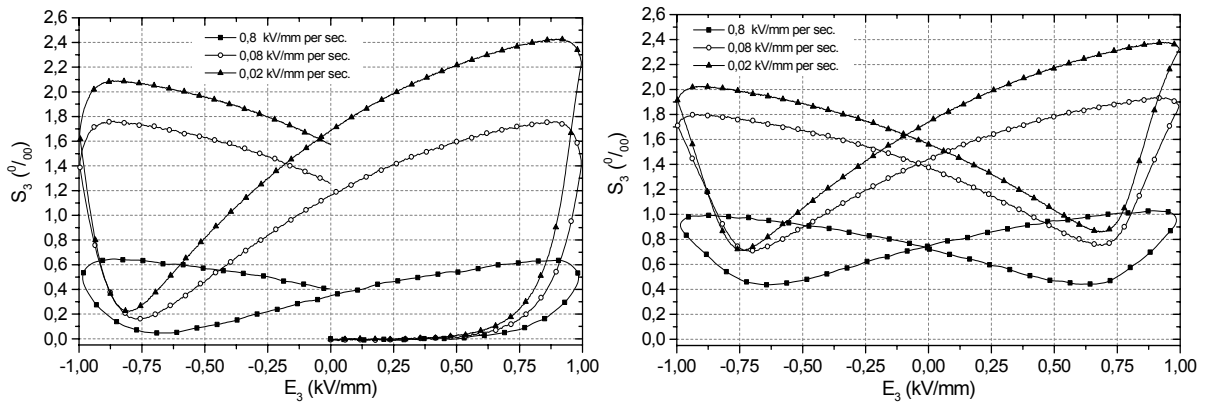 2,6
2,4
2,2
2,0
1,8
1,6
1,4
1,2
1,0
0,8
0,6
0,4
0,2
0,0
S3 (0/00)
0,8 kV/mm per sec.
0,08 kV/mm per sec.
0,02 kV/mm per sec.
-1,00 -0,75 -0,50 -0,25 0,00 0,25 0,50 0,75 1,00
E3 (kV/mm)
2,6
2,4
2,2
2,0
1,8
1,6
1,4
1,2
1,0
0,8
0,6
0,4
0,2
0,0
S3 (0/00)
0,8 kV/mm per sec.
0,08 kV/mm per sec.
0,02 kV/mm per sec.
-1,00 -0,75 -0,50 -0,25 0,00 0,25 0,50 0,75 1,00
E3 (kV/mm)